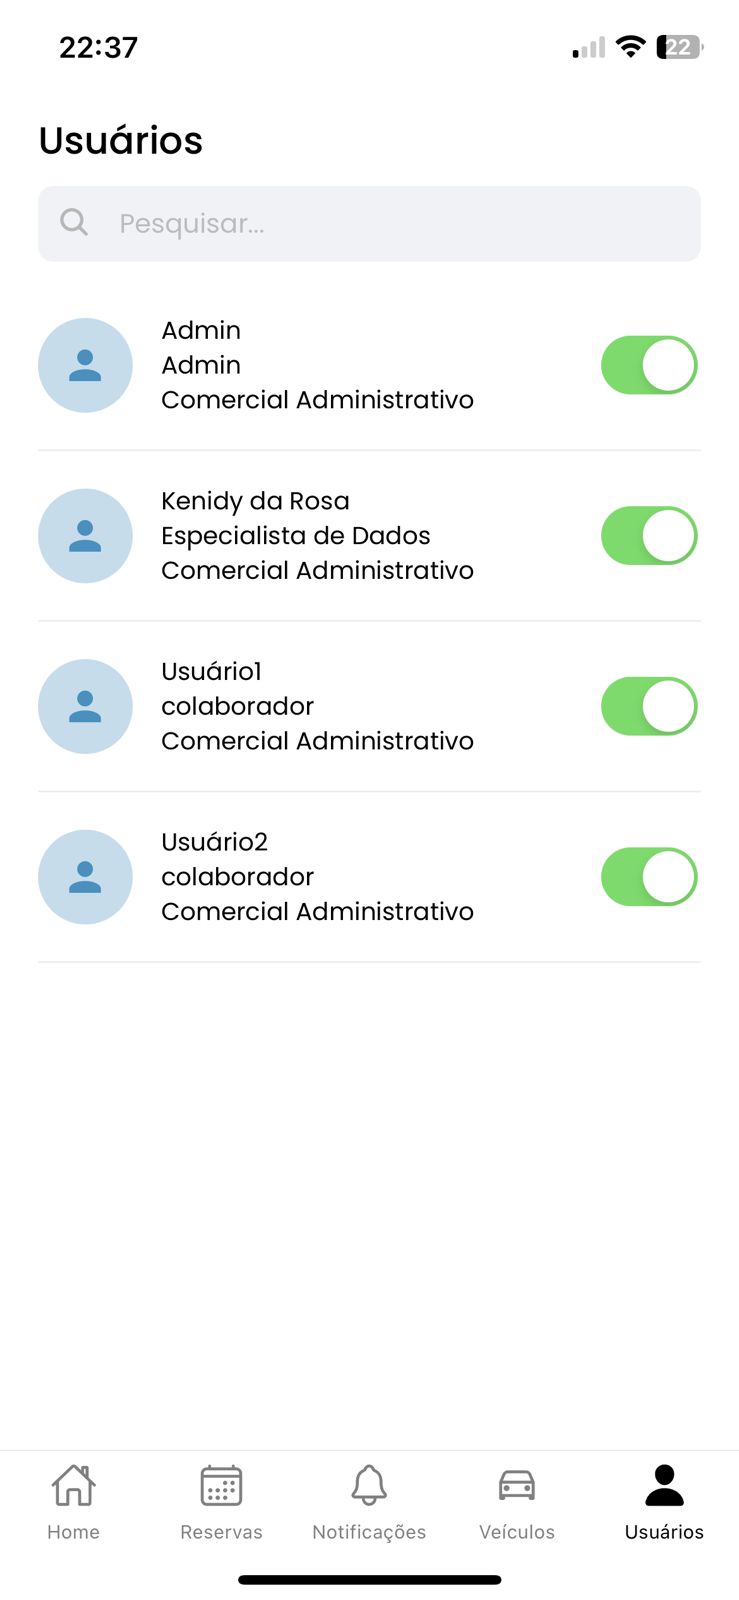 22:37
22
Usuários
Pesquisar...
Admin
Admin
Comercial Administrativo
Kenidy da Rosa
Especialista de Dados
Comercial Administrativo
Usuário1
colaborador
Comercial Administrativo
Usuário2
colaborador
Comercial Administrativo
Home Reservas Notificações Veículos Usuários